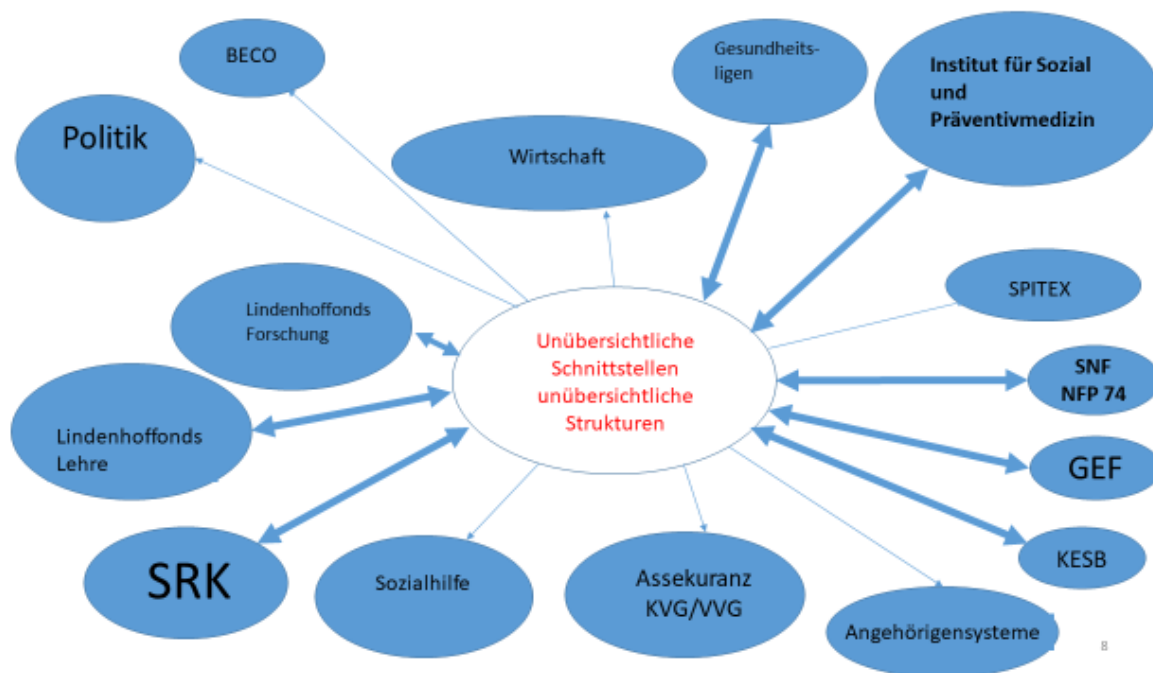 BECO
Gesundheits-
ligen
Institut für Sozial
und
Präventivmedizin
Politik
Wirtschaft
SPITEX
Lindenhoffonds
Forschung
Unübersichtliche
Schnittstellen
unübersichtliche
Strukturen
SNF
NFP 74
Lindenhoffonds
Lehre
GEF
KESB
SRK
Sozialhilfe
Assekuranz
KVG/VVG
Angehörigensysteme
8